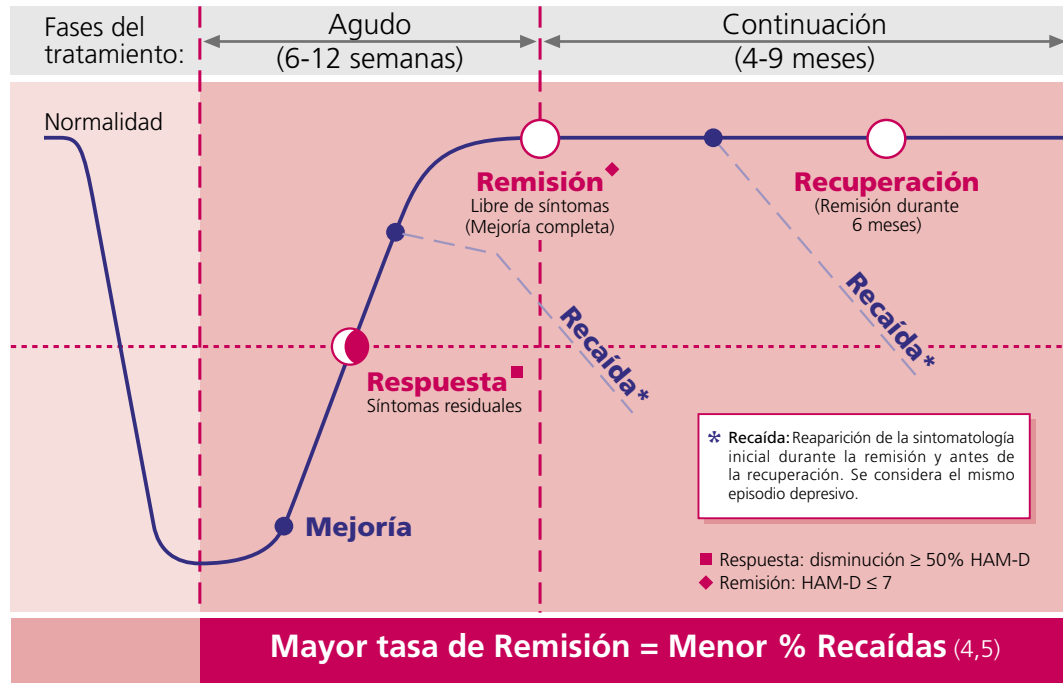 Fases del
tratamiento:
Agudo
(6-12 semanas)
Continuación
(4-9 meses)
Normalidad
Remisión◆
Libre de síntomas
(Mejoría completa)
Recuperación
(Remisión durante
6 meses)
Recaída*
Recaída*
Respuesta■
Síntomas residuales
Mejoría
* Recaída: Reaparición de la sintomatología
inicial durante la remisión y antes de
la recuperación. Se considera el mismo
episodio depresivo.
■ Respuesta: disminución ≥ 50% HAM-D
◆ Remisión: HAM-D ≤ 7
Mayor tasa de Remisión = Menor % Recaídas (4,5)